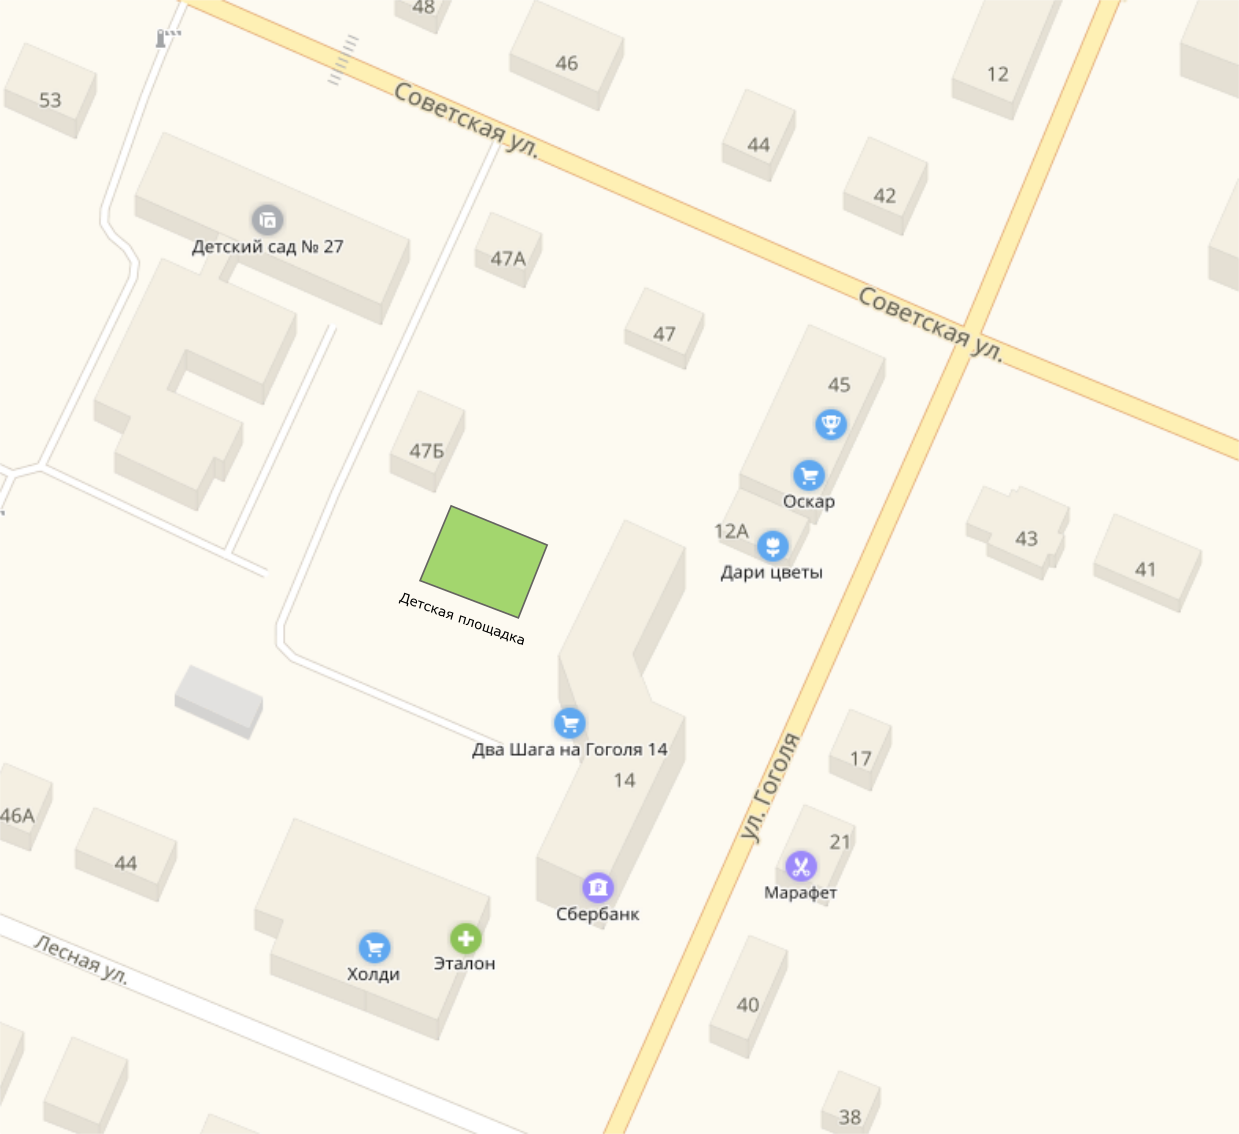 48
46
12
53
Советская ул.
44
42
Детский сад № 27
47А
Советская ул.
47
45
47Б
Оскар
12А
43
Дари цветы
41
Детская площадка
Два Шага на Гоголя 14
14
17
ул. Гоголя
46А
44
21
Марафет
Сбербанк
Лесная ул.
Холди
Эталон
40
38